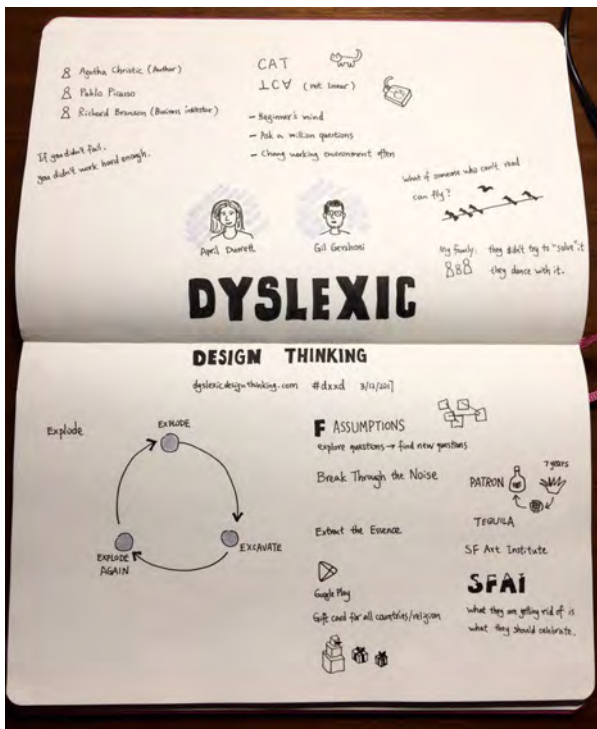 Agatha Christie (Author)
Pablo Picasso
Richard Branson (Business investor)
If you didn't fail,
you didn't work hard enough.
CAT
(not linear)
- Beginner's mind
- Ask a million questions
- Chang working environment often
What if someone who can't read
can fly?
April Durrett
Gil Gershoni
My family: they didn't try to "solve" it
they dance with it.
DYSLEXIC
DESIGN THINKING
dyslexicdesignthinking.com #dxxd 3/12/2017
Explode
EXPLODE
EXCAVATE
EXPLODE
AGAIN
F ASSUMPTIONS
explore questions → find new questions
Break Through the Noise
Extract the Essence
Google Play
Gift card for all countries/religion
7 years
PATRON
TEQUILA
SF Art Institute
SFAI
what they are getting rid of is
what they should celebrate.